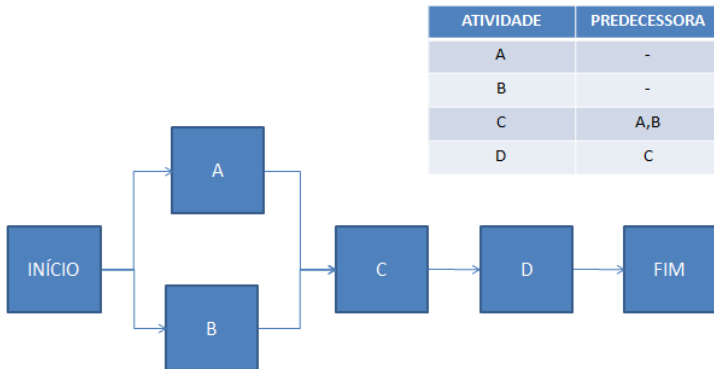 ATIVIDADE PREDECESSORA
A -
B -
C A,B
D C
A
INÍCIO C D FIM
B